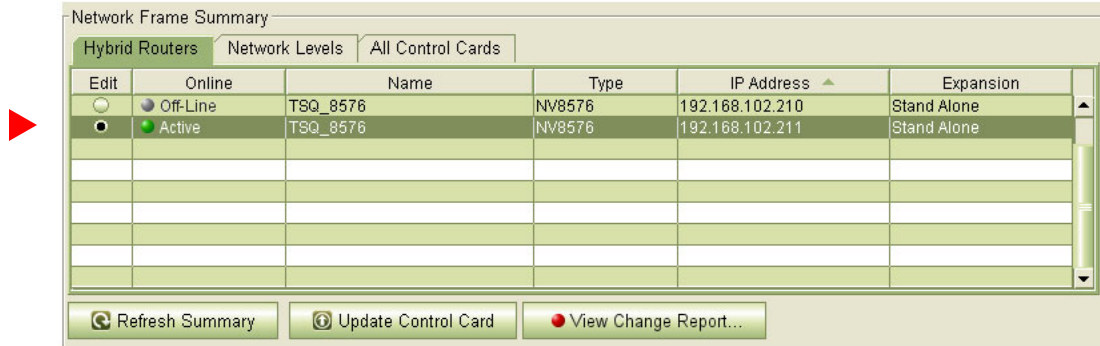 Network Frame Summary
Hybrid Routers Network Levels All Control Cards
Edit Online Name Type IP Address Expansion
Off-Line TSQ_8576 NV8576 192.168.102.210 Stand Alone
Active TSQ_8576 NV8576 192.168.102.211 Stand Alone
Refresh Summary Update Control Card View Change Report...